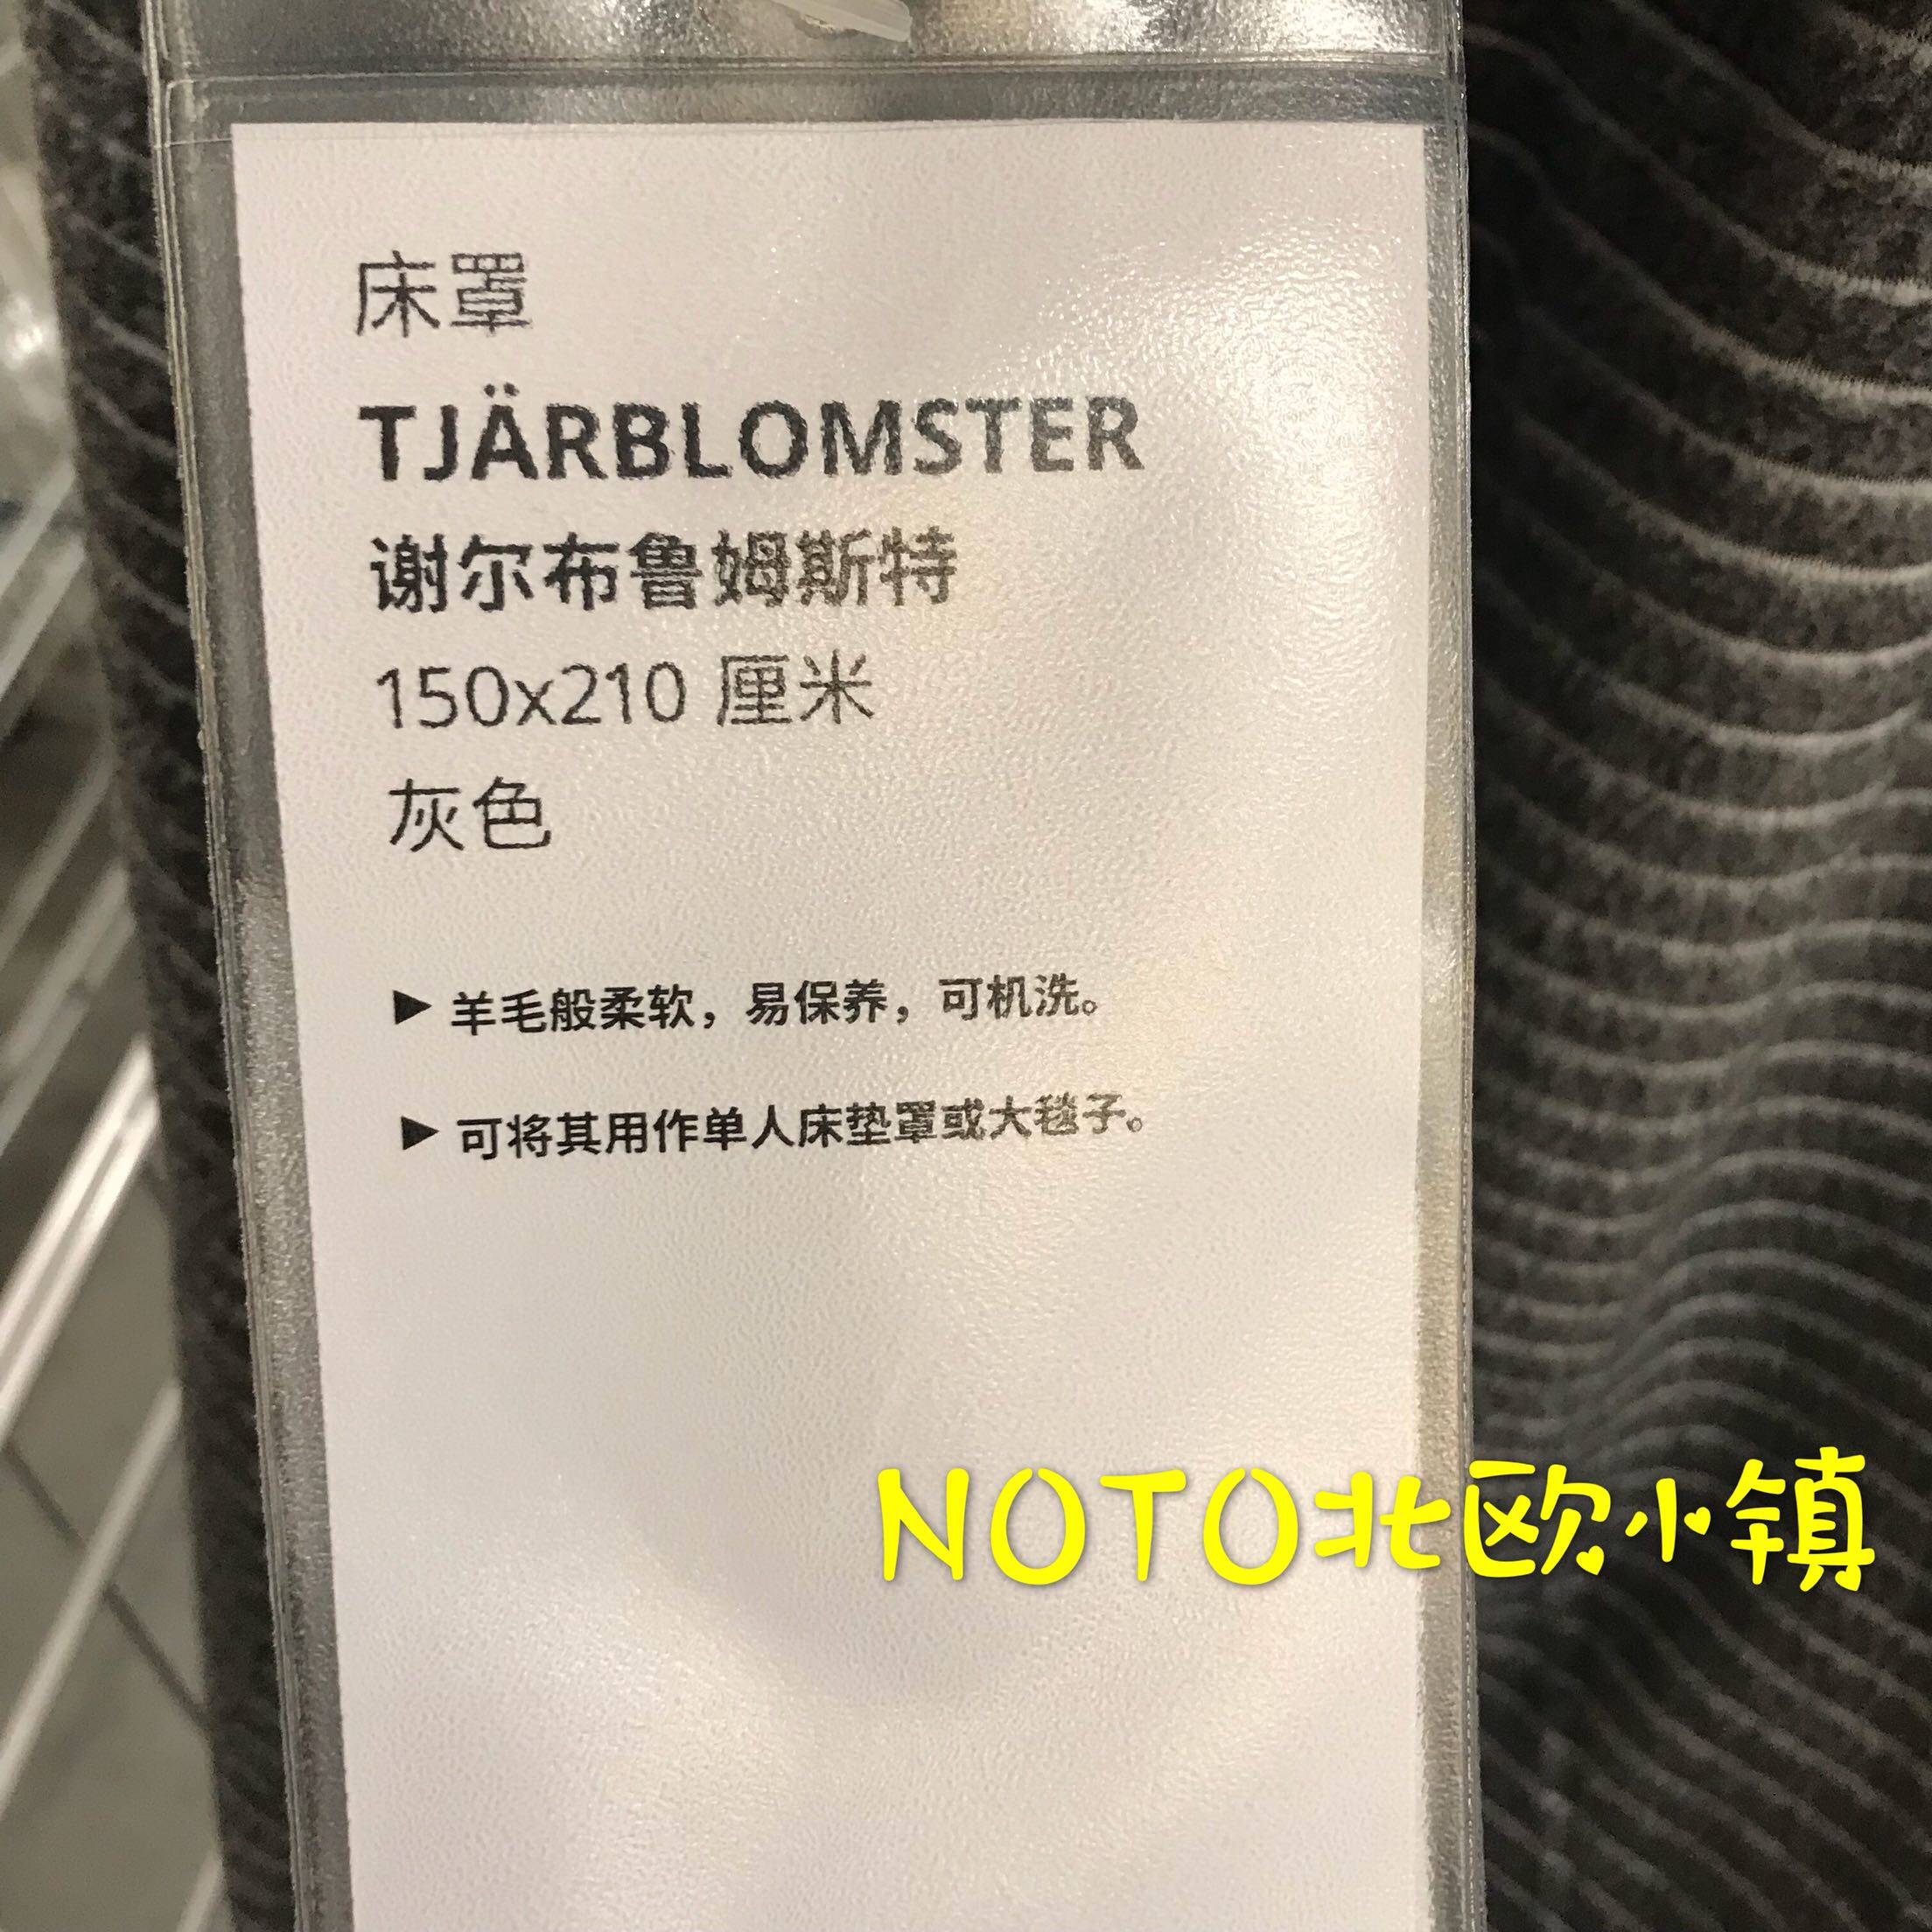 床罩
TJÄRBLOMSTER
谢尔布鲁姆斯特
150x210 厘米
灰色
▶ 羊毛般柔软，易保养，可机洗。
▶ 可将其用作单人床垫罩或大毯子。
NOTO北欧小镇